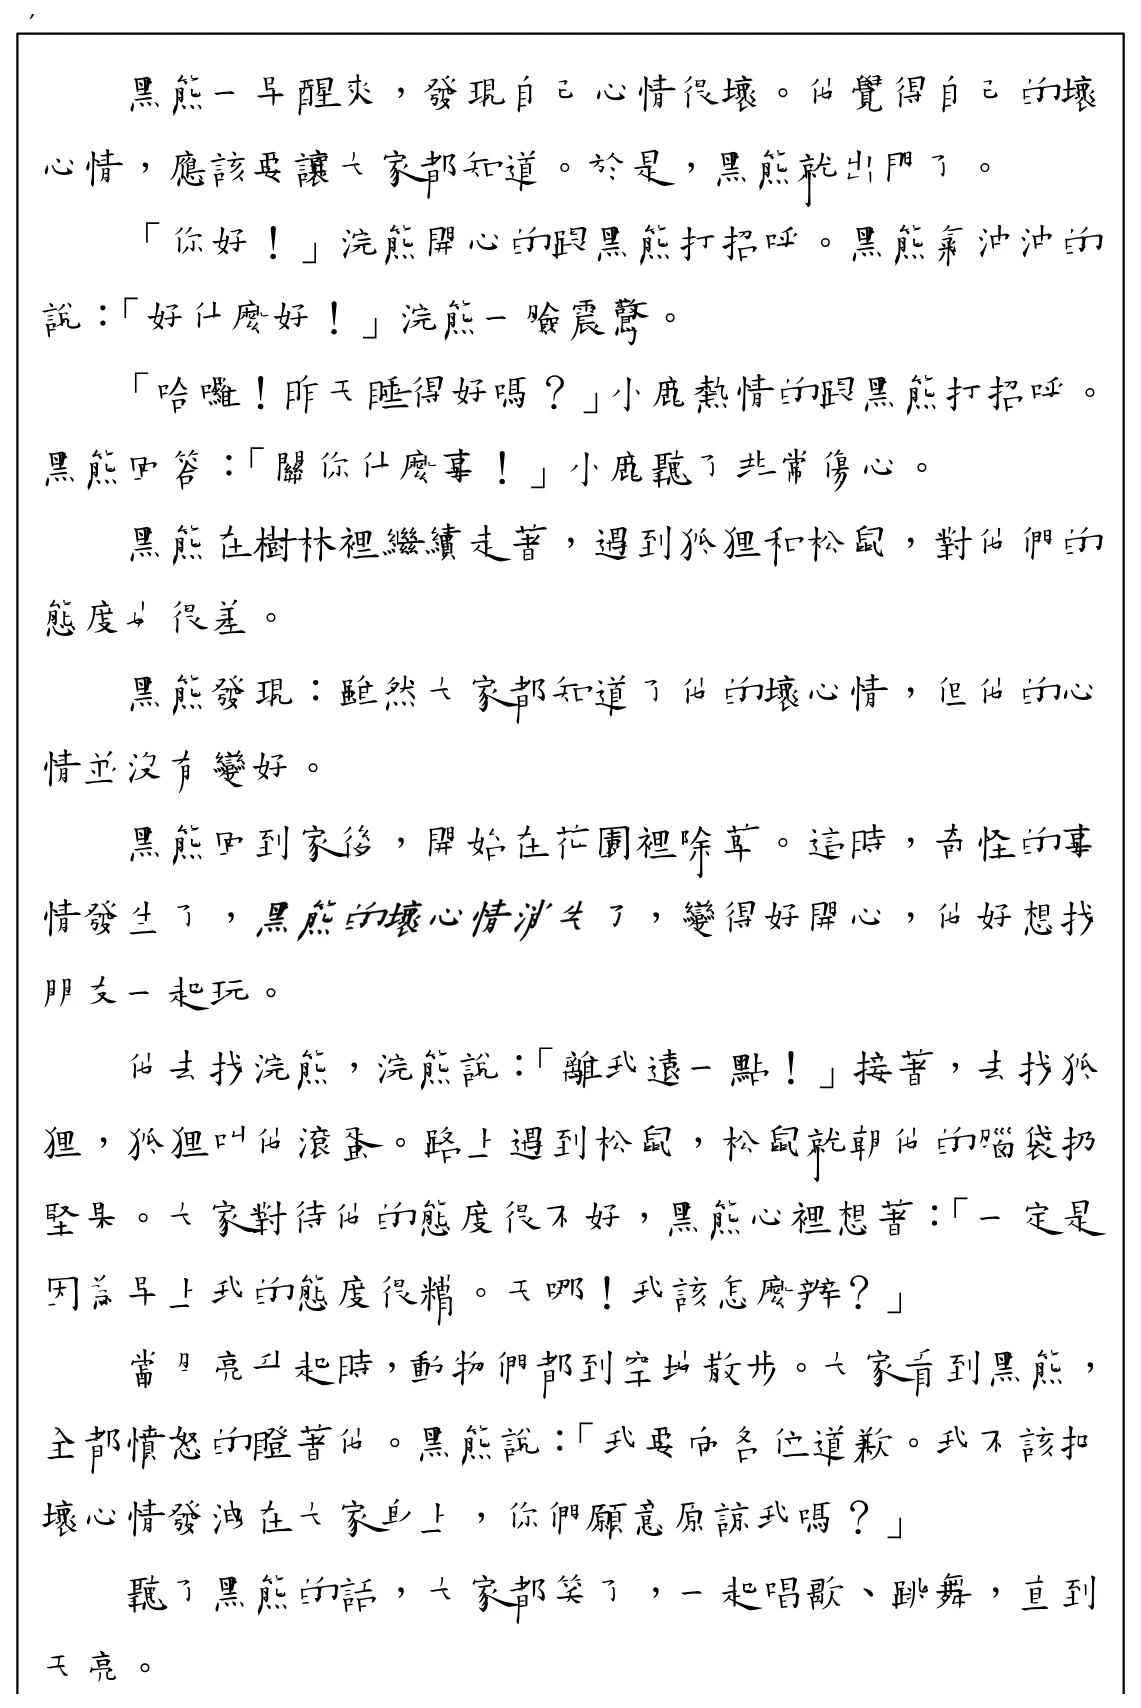 黑熊一早醒來，發現自己心情很壞。他覺得自己的壞
心情，應該要讓大家都知道。於是，黑熊就出門了。
「你好！」浣熊開心的跟黑熊打招呼。黑熊氣沖沖的
說：「好什麼好！」浣熊一臉震驚。
「哈囉！昨天睡得好嗎？」小鹿熱情的跟黑熊打招呼。
黑熊回答：「關你什麼事！」小鹿聽了非常傷心。
黑熊在樹林裡繼續走著，遇到狐狸和松鼠，對他們的
態度也很差。
黑熊發現：雖然大家都知道了他的壞心情，但他的心
情並沒有變好。
黑熊回到家後，開始在花園裡除草。這時，奇怪的事
情發生了，黑熊的壞心情消失了，變得好開心，他好想找
朋友一起玩。
他去找浣熊，浣熊說：「離我遠一點！」接著，去找狐
狸，狐狸叫他滾蛋。路上遇到松鼠，松鼠就朝他的腦袋扔
堅果。大家對待他的態度很不好，黑熊心裡想著：「一定是
因為早上我的態度很糟。天哪！我該怎麼辨？」
當月亮升起時，動物們都到空地散步。大家看到黑熊，
全都憤怒的瞪著他。黑熊說：「我要向各位道歉。我不該把
壞心情發洩在大家身上，你們願意原諒我嗎？」
聽了黑熊的話，大家都笑了，一起唱歌、跳舞，直到
天亮。